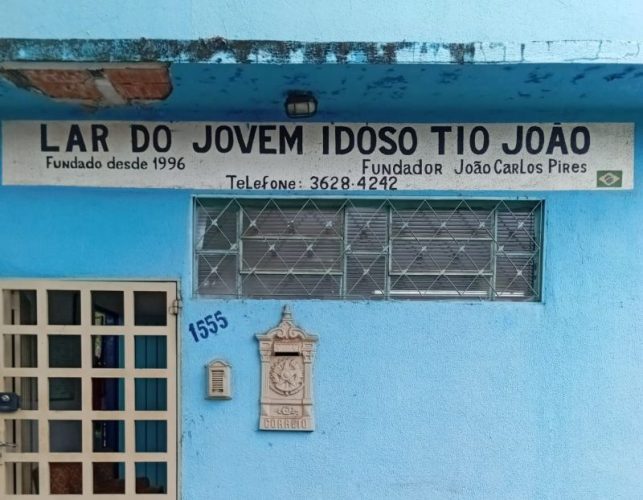 LAR DO JOVEM IDOSO TIO JOÃO
Fundado desde 1996
Fundador João Carlos Pires
Telefone: 3628-4242
1555
CORREIO